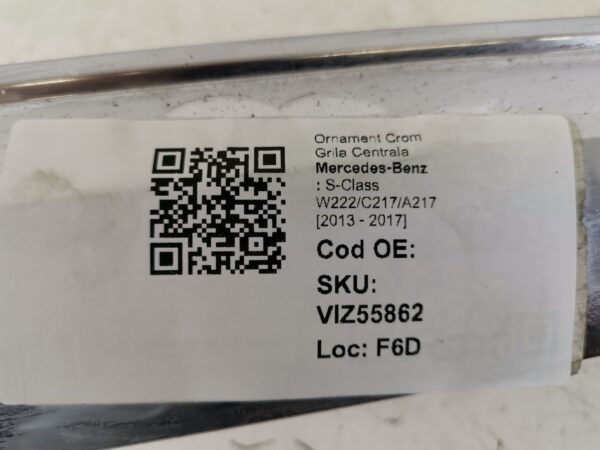 Ornament Crom
Grila Centrala
Mercedes-Benz
: S-Class
W222/C217/A217
[2013 - 2017]
Cod OE:
SKU:
VIZ55862
Loc: F6D